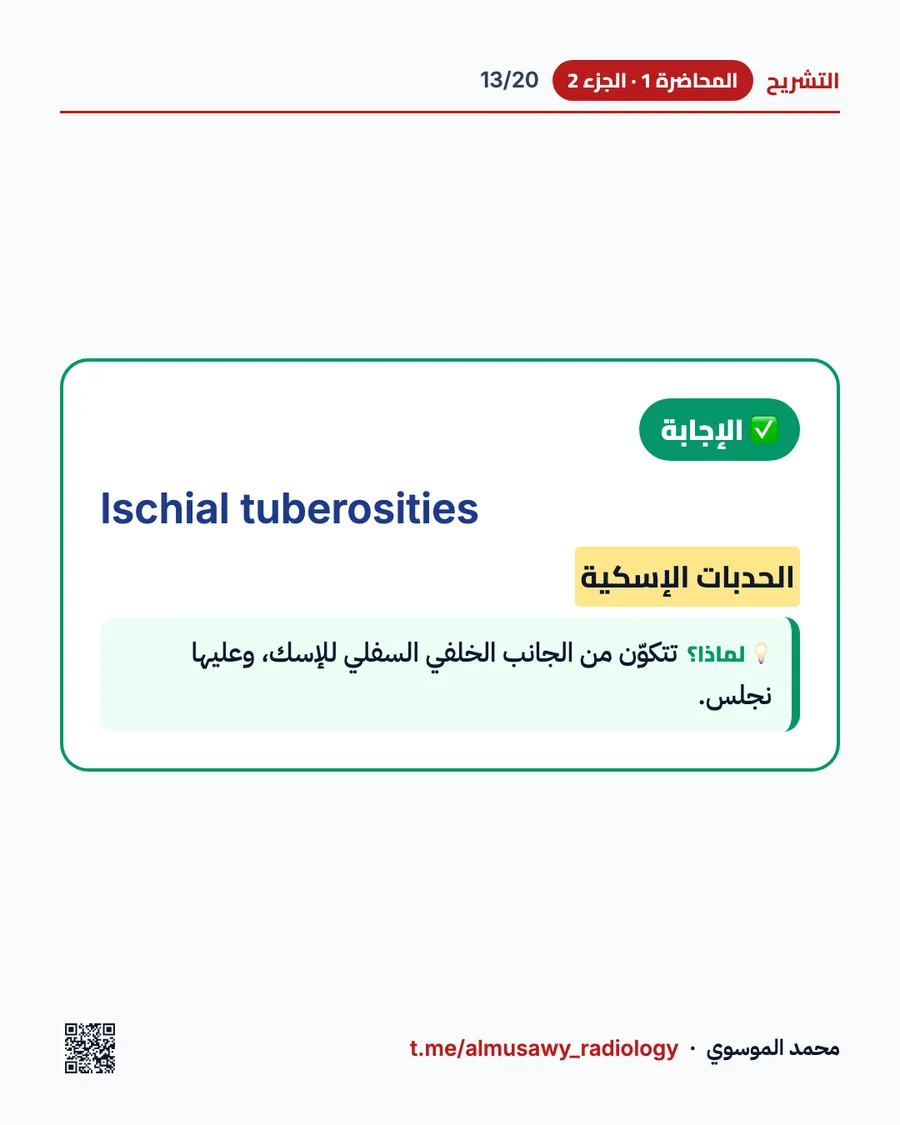 التشريح المحاضرة 1 · الجزء 2 13/20
✅ الإجابة
Ischial tuberosities
الحدبات الإسكية
💡 لماذا؟ تتكوّن من الجانب الخلفي السفلي للإسك، وعليها
نجلس.
محمد الموسوي · t.me/almusawy_radiology